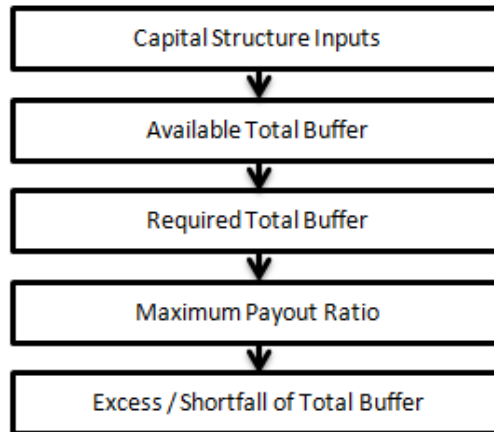 Capital Structure Inputs
Available Total Buffer
Required Total Buffer
Maximum Payout Ratio
Excess / Shortfall of Total Buffer